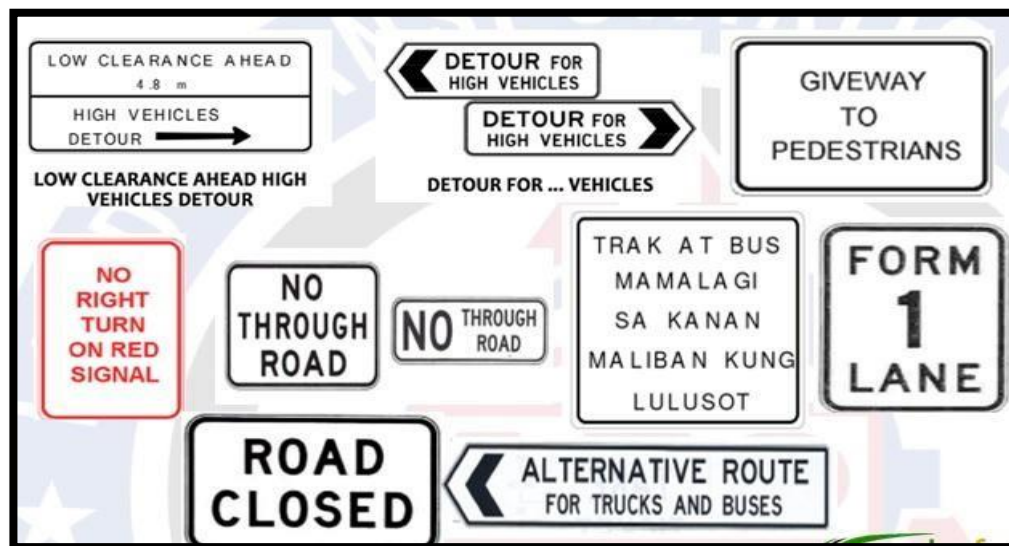 LOW CLEARANCE AHEAD
4.8 m
HIGH VEHICLES
DETOUR
LOW CLEARANCE AHEAD HIGH
VEHICLES DETOUR
DETOUR FOR
HIGH VEHICLES
DETOUR FOR
HIGH VEHICLES
DETOUR FOR ... VEHICLES
GIVEWAY
TO
PEDESTRIANS
NO
RIGHT
TURN
ON RED
SIGNAL
NO
THROUGH
ROAD
NO THROUGH
ROAD
TRAK AT BUS
MAMALAGI
SA KANAN
MALIBAN KUNG
LULUSOT
FORM
1
LANE
ROAD
CLOSED
ALTERNATIVE ROUTE
FOR TRUCKS AND BUSES